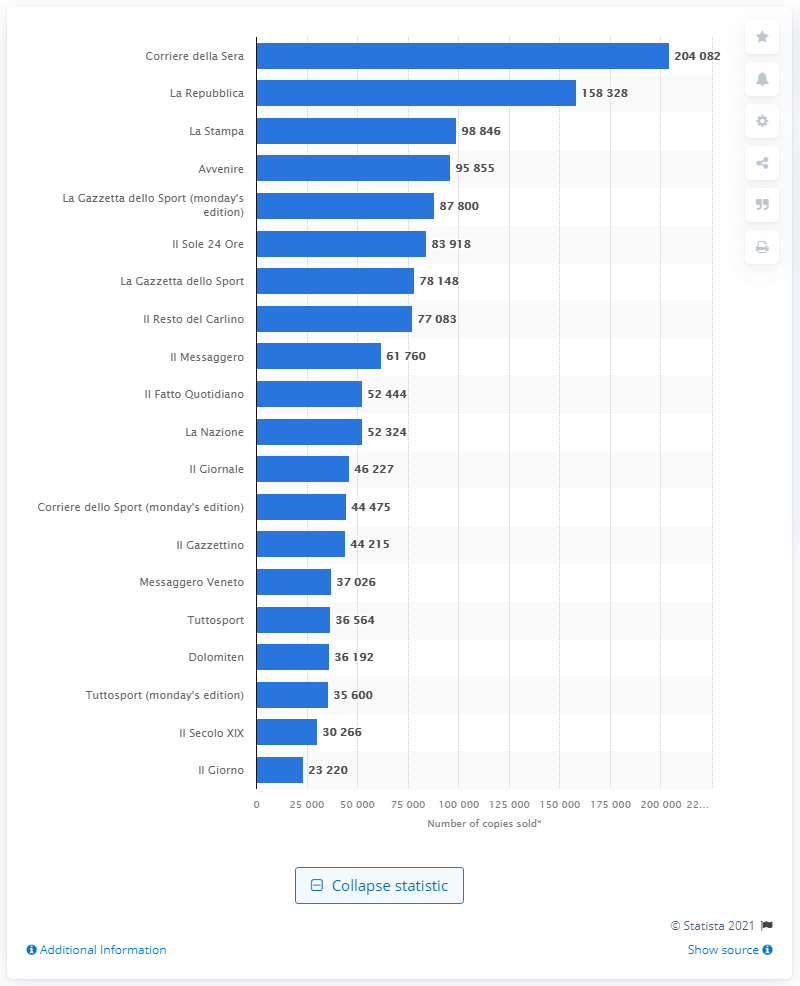 Corriere della Sera 204 082
La Repubblica 158 328
La Stampa 98 846
Avvenire 95 855
La Gazzetta dello Sport (monday's
edition) 87 800
Il Sole 24 Ore 83 918
La Gazzetta dello Sport 78 148
Il Resto del Carlino 77 083
Il Messaggero 61 760
Il Fatto Quotidiano 52 444
La Nazione 52 324
Il Giornale 46 227
Corriere dello Sport (monday's edition) 44 475
Il Gazzettino 44 215
Messaggero Veneto 37 026
Tuttosport 36 564
Dolomiten 36 192
Tuttosport (monday's edition) 35 600
Il Secolo XIX 30 266
Il Giorno 23 220
0 25 000 50 000 75 000 100 000 125 000 150 000 175 000 200 000 22...
Number of copies sold*
Collapse statistic
© Statista 2021
Additional Information Show source